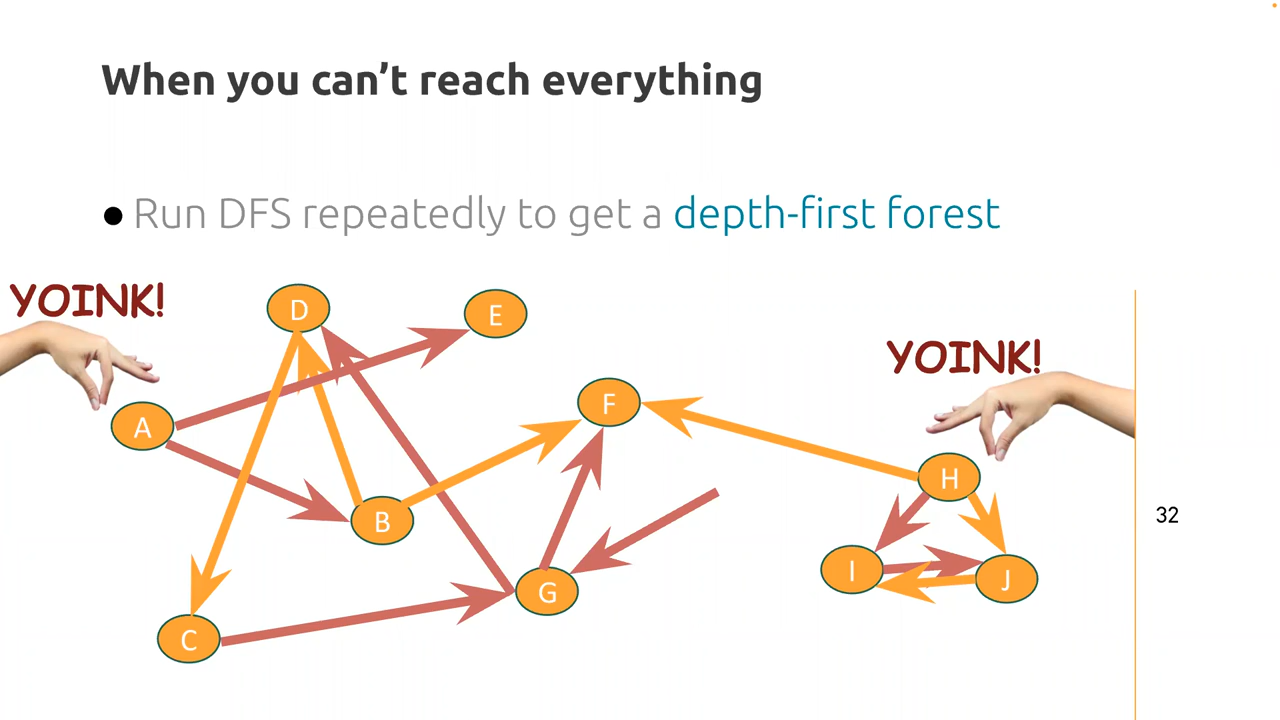 When you can’t reach everything
● Run DFS repeatedly to get a depth-first forest
YOINK!
D
E
YOINK!
A
F
H
B
32
I
J
G
C